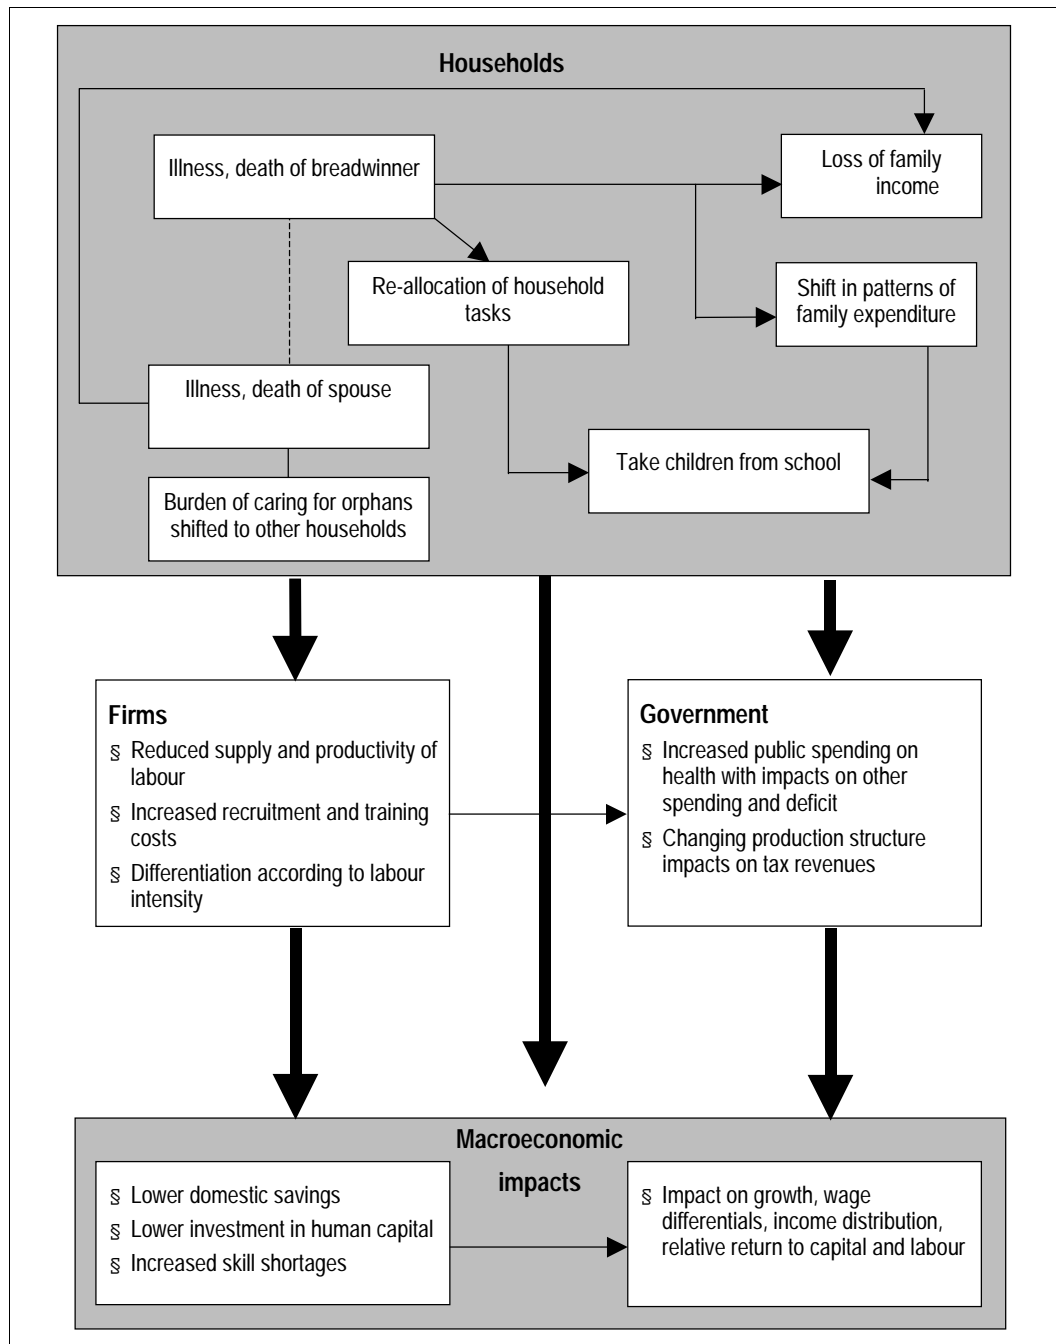 Households
Illness, death of breadwinner
Loss of family
income
Re-allocation of household
tasks
Shift in patterns of
family expenditure
Illness, death of spouse
Take children from school
Burden of caring for orphans
shifted to other households
Firms
§ Reduced supply and productivity of
labour
§ Increased recruitment and training
costs
§ Differentiation according to labour
intensity
Government
§ Increased public spending on
health with impacts on other
spending and deficit
§ Changing production structure
impacts on tax revenues
Macroeconomic
impacts
§ Lower domestic savings
§ Lower investment in human capital
§ Increased skill shortages
§ Impact on growth, wage
differentials, income distribution,
relative return to capital and labour